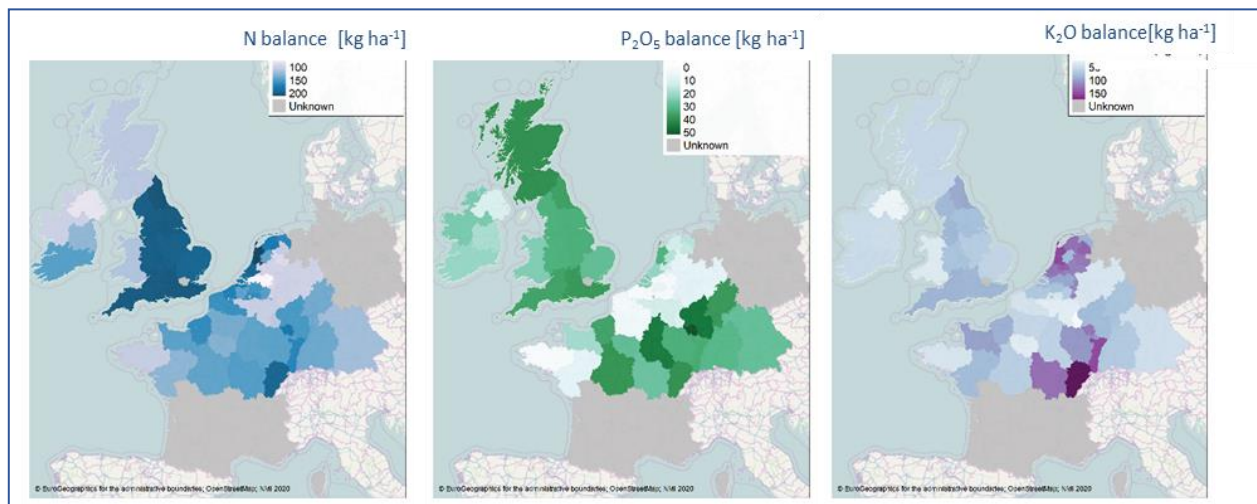 N balance [kg ha⁻¹]
100
150
200
Unknown
© EuroGeographics for the administrative boundaries; OpenStreetMap; NMI 2020
P₂O₅ balance [kg ha⁻¹]
0
10
20
30
40
50
Unknown
© EuroGeographics for the administrative boundaries; OpenStreetMap; NMI 2020
K₂O balance[kg ha⁻¹]
50
100
150
Unknown
© EuroGeographics for the administrative boundaries; OpenStreetMap; NMI 2020